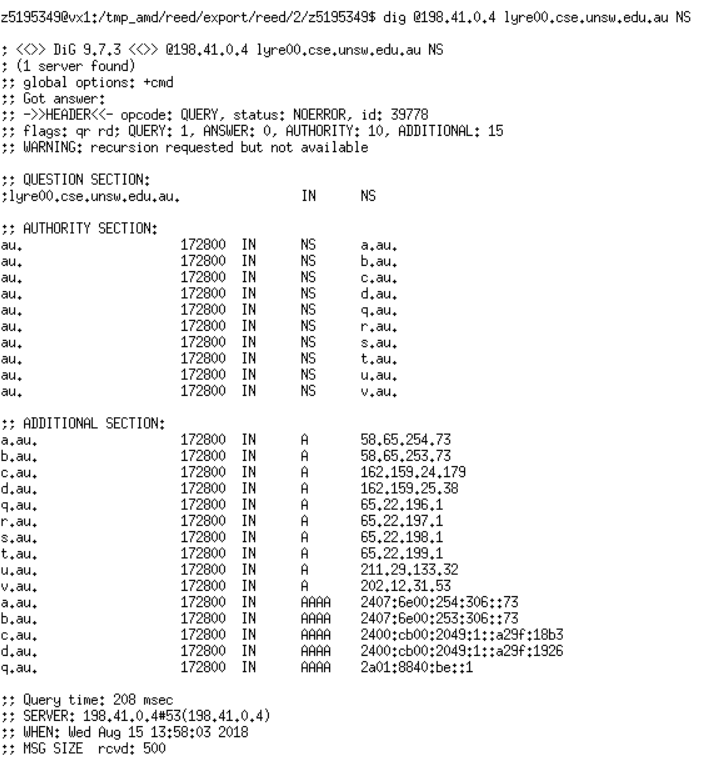 z5195349@vx1:/tmp_amd/reed/export/reed/2/z5195349$ dig @198.41.0.4 lyre00.cse.unsw.edu.au NS
; <<>> DiG 9.7.3 <<>> @198.41.0.4 lyre00.cse.unsw.edu.au NS
; (1 server found)
;; global options: +cmd
;; Got answer:
;; ->>HEADER<<- opcode: QUERY, status: NOERROR, id: 39778
;; flags: qr rd; QUERY: 1, ANSWER: 0, AUTHORITY: 10, ADDITIONAL: 15
;; WARNING: recursion requested but not available
;; QUESTION SECTION:
;lyre00.cse.unsw.edu.au. IN NS
;; AUTHORITY SECTION:
au. 172800 IN NS a.au.
au. 172800 IN NS b.au.
au. 172800 IN NS c.au.
au. 172800 IN NS d.au.
au. 172800 IN NS q.au.
au. 172800 IN NS r.au.
au. 172800 IN NS s.au.
au. 172800 IN NS t.au.
au. 172800 IN NS u.au.
au. 172800 IN NS v.au.
;; ADDITIONAL SECTION:
a.au. 172800 IN A 58.65.254.73
b.au. 172800 IN A 58.65.253.73
c.au. 172800 IN A 162.159.24.179
d.au. 172800 IN A 162.159.25.38
q.au. 172800 IN A 65.22.196.1
r.au. 172800 IN A 65.22.197.1
s.au. 172800 IN A 65.22.198.1
t.au. 172800 IN A 65.22.199.1
u.au. 172800 IN A 211.29.133.32
v.au. 172800 IN A 202.12.31.53
a.au. 172800 IN AAAA 2407:6e00:254:306::73
b.au. 172800 IN AAAA 2407:6e00:253:306::73
c.au. 172800 IN AAAA 2400:cb00:2049:1::a29f:18b3
d.au. 172800 IN AAAA 2400:cb00:2049:1::a29f:1926
q.au. 172800 IN AAAA 2a01:8840:be::1
;; Query time: 208 msec
;; SERVER: 198.41.0.4#53(198.41.0.4)
;; WHEN: Wed Aug 15 13:58:03 2018
;; MSG SIZE rcvd: 500